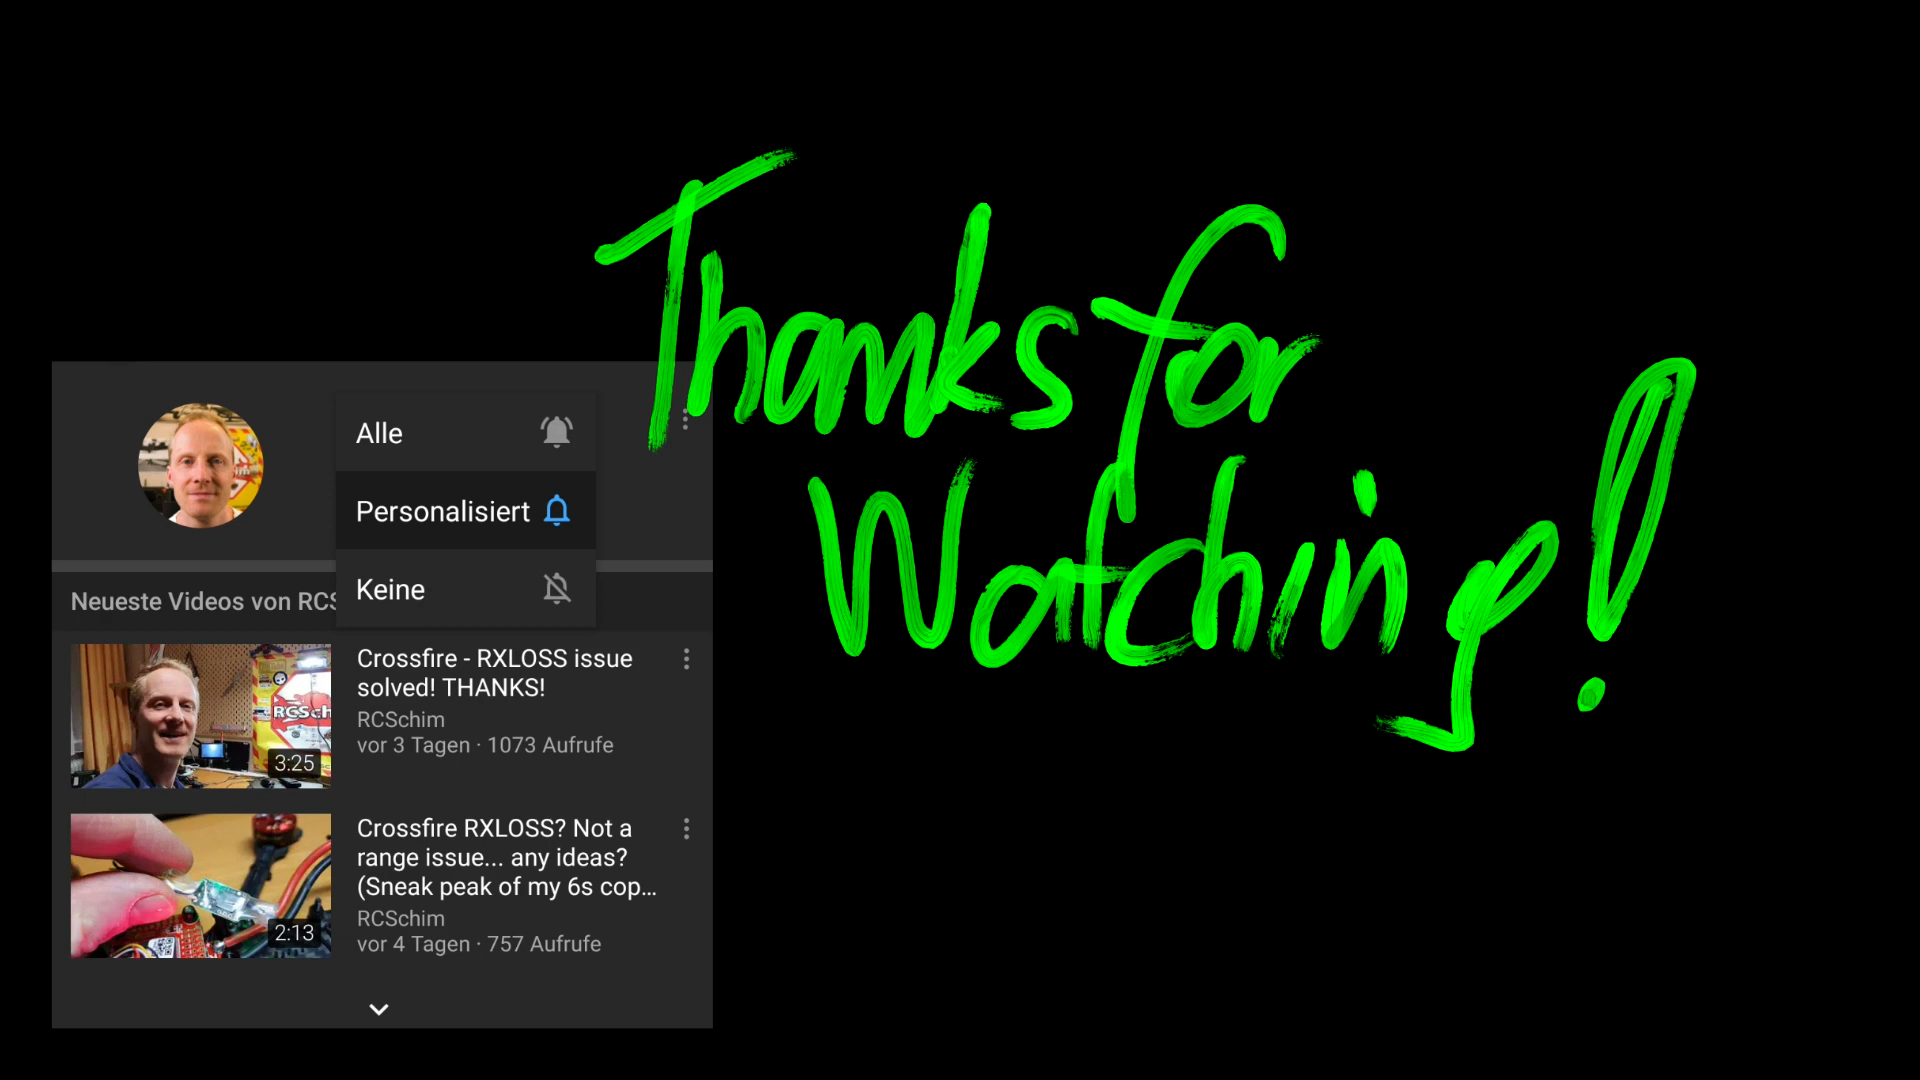 Thanks for
Watching!
Alle
Personalisiert
Keine
Neueste Videos von RCS
RCSch
3:25
Crossfire - RXLOSS issue
solved! THANKS!
RCSchim
vor 3 Tagen · 1073 Aufrufe
2:13
Crossfire RXLOSS? Not a
range issue... any ideas?
(Sneak peak of my 6s cop...
RCSchim
vor 4 Tagen · 757 Aufrufe